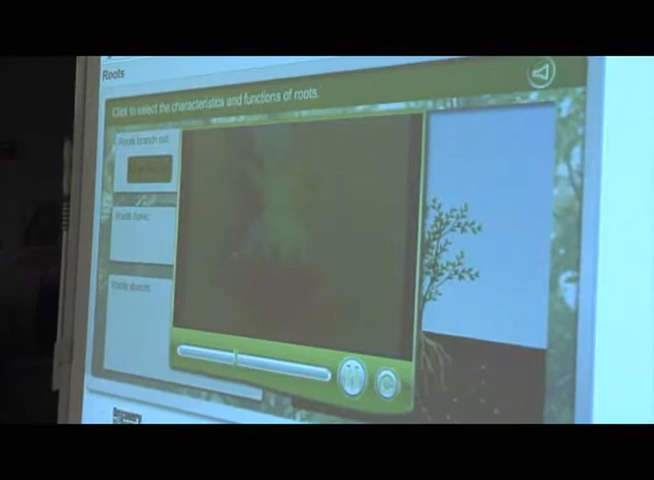 Roots
Click to select the characteristics and functions of roots.
Roots branch out
Roots have
Roots absorb
Discovery